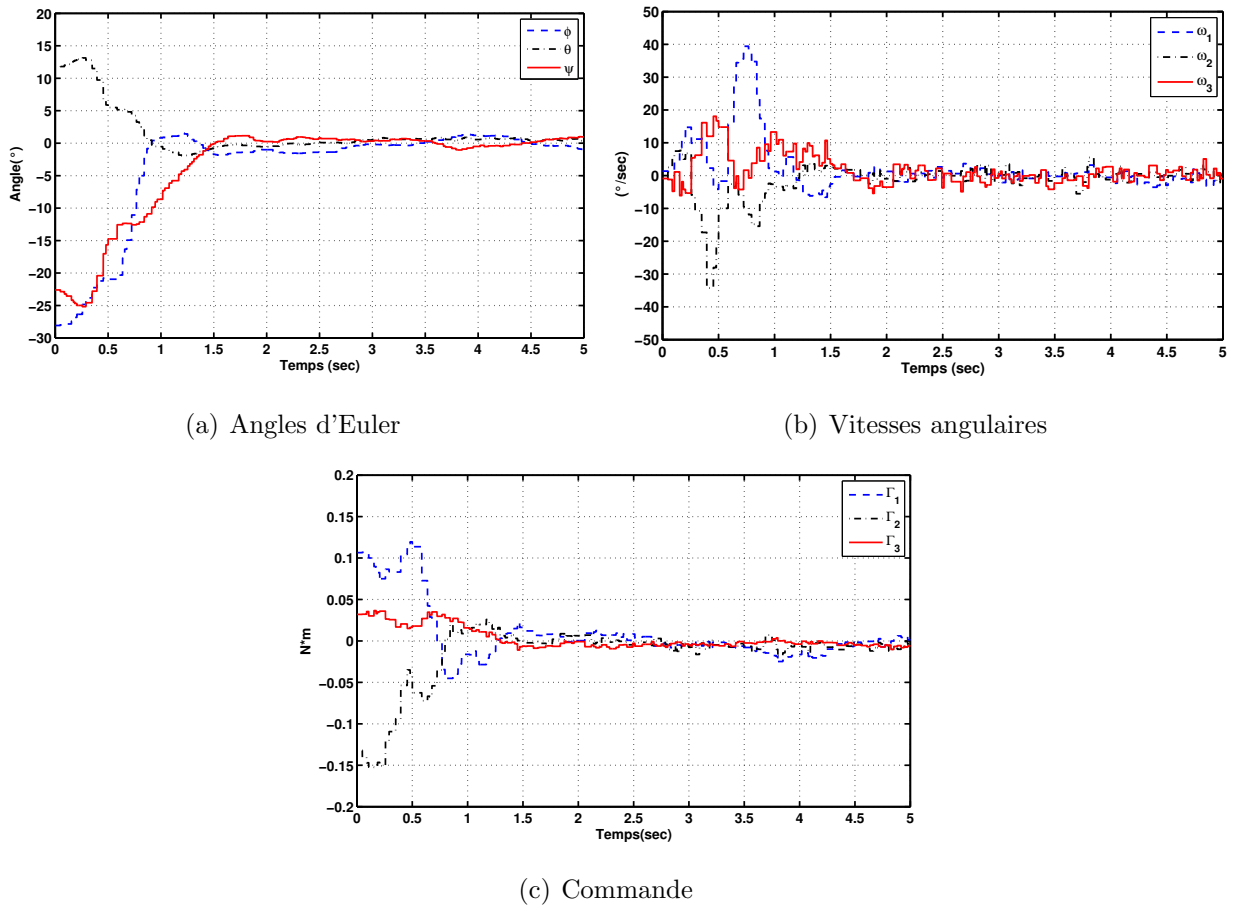 20
15
10
5
0
−5
−10
−15
−20
−25
−30
Angle(°)
0 0.5 1 1.5 2 2.5 3 3.5 4 4.5 5
Temps (sec)
ϕ
θ
ψ
(a) Angles d'Euler
50
40
30
20
10
0
−10
−20
−30
−40
−50
(°/sec)
0 0.5 1 1.5 2 2.5 3 3.5 4 4.5 5
Temps (sec)
ω1
ω2
ω3
(b) Vitesses angulaires
0.2
0.15
0.1
0.05
0
−0.05
−0.1
−0.15
−0.2
N*m
0 0.5 1 1.5 2 2.5 3 3.5 4 4.5 5
Temps(sec)
Γ1
Γ2
Γ3
(c) Commande